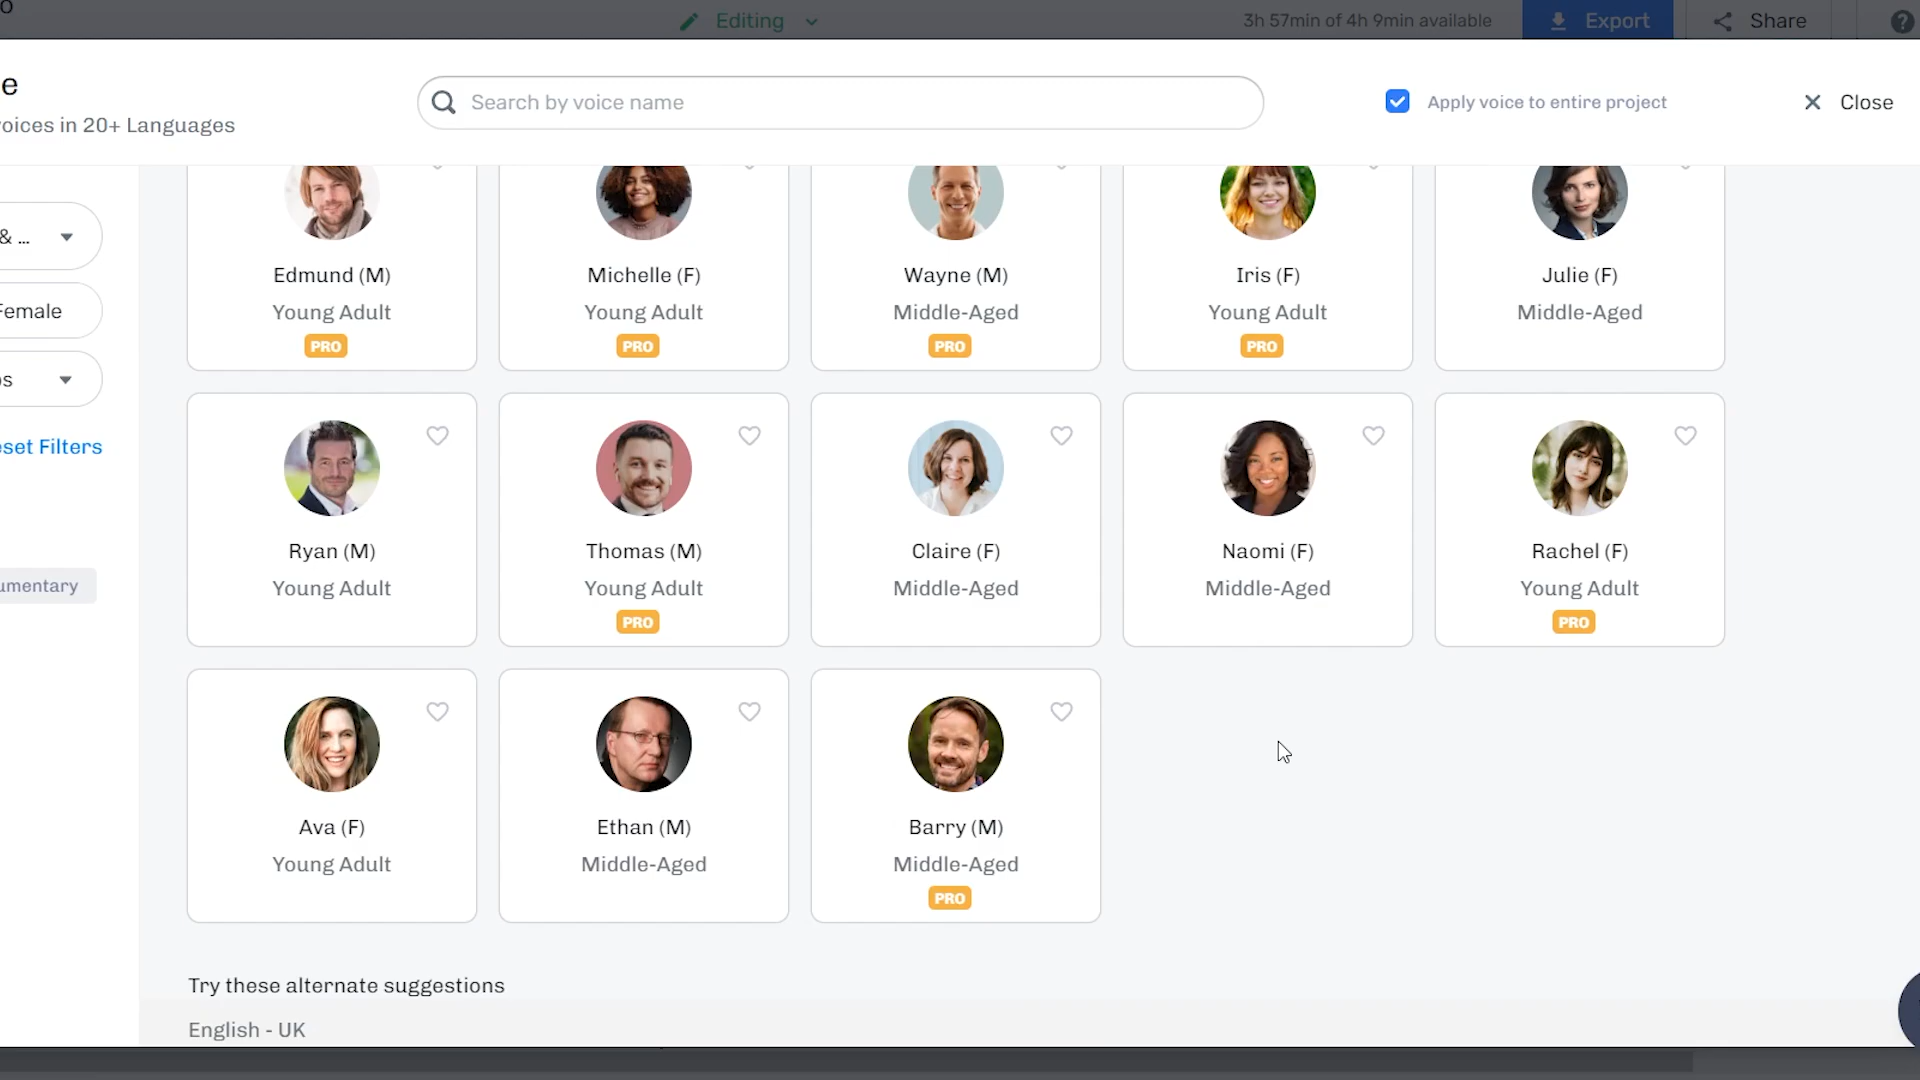 o
Editing
3h 57min of 4h 9min available
Export
Share
e
oices in 20+ Languages
Search by voice name
Apply voice to entire project
Close
& ...
Female
s
eset Filters
umentary
Edmund (M)
Young Adult
PRO
Michelle (F)
Young Adult
PRO
Wayne (M)
Middle-Aged
PRO
Iris (F)
Young Adult
PRO
Julie (F)
Middle-Aged
Ryan (M)
Young Adult
Thomas (M)
Young Adult
PRO
Claire (F)
Middle-Aged
Naomi (F)
Middle-Aged
Rachel (F)
Young Adult
PRO
Ava (F)
Young Adult
Ethan (M)
Middle-Aged
Barry (M)
Middle-Aged
PRO
Try these alternate suggestions
English - UK